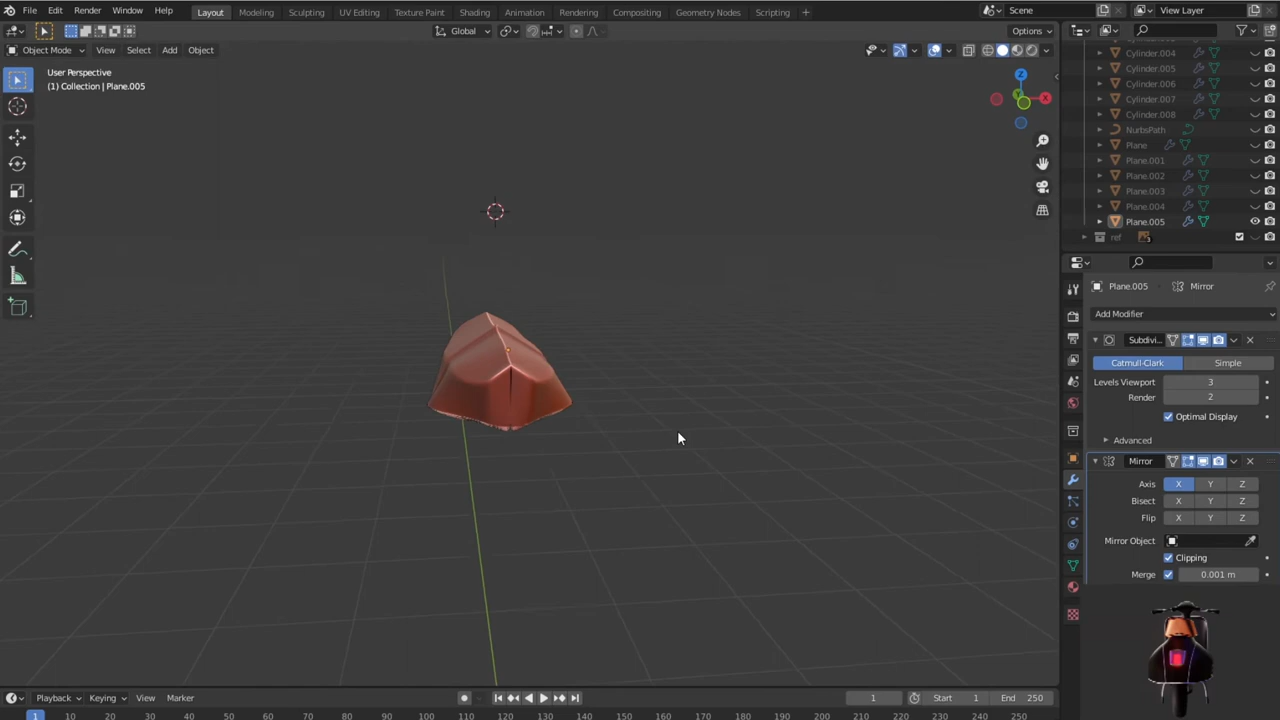 File Edit Render Window Help Layout Modeling Sculpting UV Editing Texture Paint Shading Animation Rendering Compositing Geometry Nodes Scripting + Scene View Layer
Global Options
Object Mode View Select Add Object
User Perspective
(1) Collection | Plane.005
Z
X
Y
Cylinder.004
Cylinder.005
Cylinder.006
Cylinder.007
Cylinder.008
NurbsPath
Plane
Plane.001
Plane.002
Plane.003
Plane.004
Plane.005
ref
Plane.005 Mirror
Add Modifier
Subdivi...
Catmull-Clark Simple
Levels Viewport 3
Render 2
Optimal Display
Advanced
Mirror
Axis X Y Z
Bisect X Y Z
Flip X Y Z
Mirror Object
Clipping
Merge 0.001 m
Playback Keying View Marker 1 Start 1 End 250
1 10 20 30 40 50 60 70 80 90 100 110 120 130 140 150 160 170 180 190 200 210 220 230 240 250